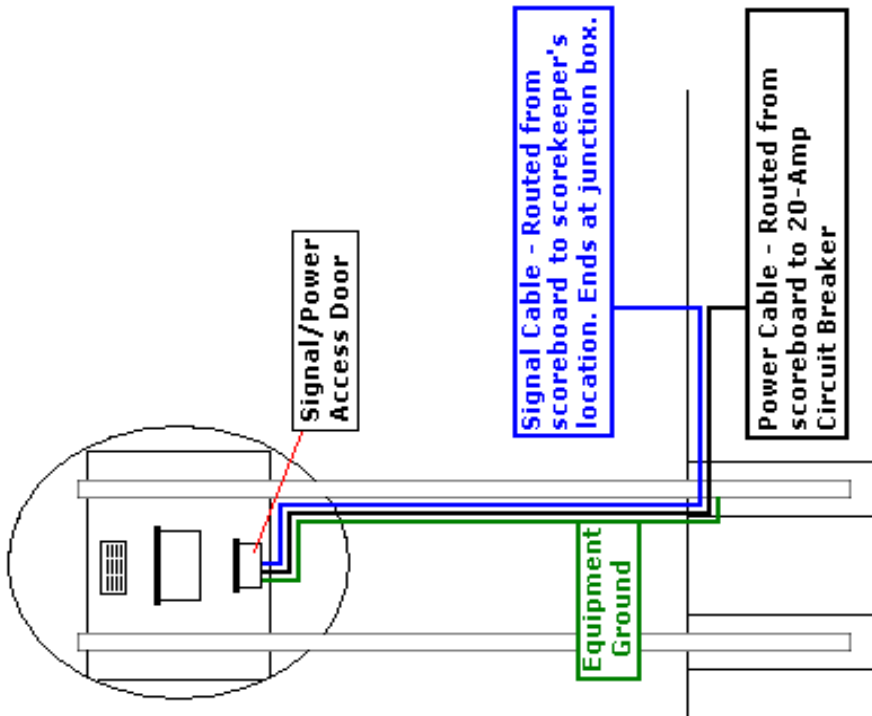 Signal/Power
Access Door
Signal Cable - Routed from
scoreboard to scorekeeper's
location. Ends at junction box.
Equipment
Ground
Power Cable - Routed from
scoreboard to 20-Amp
Circuit Breaker